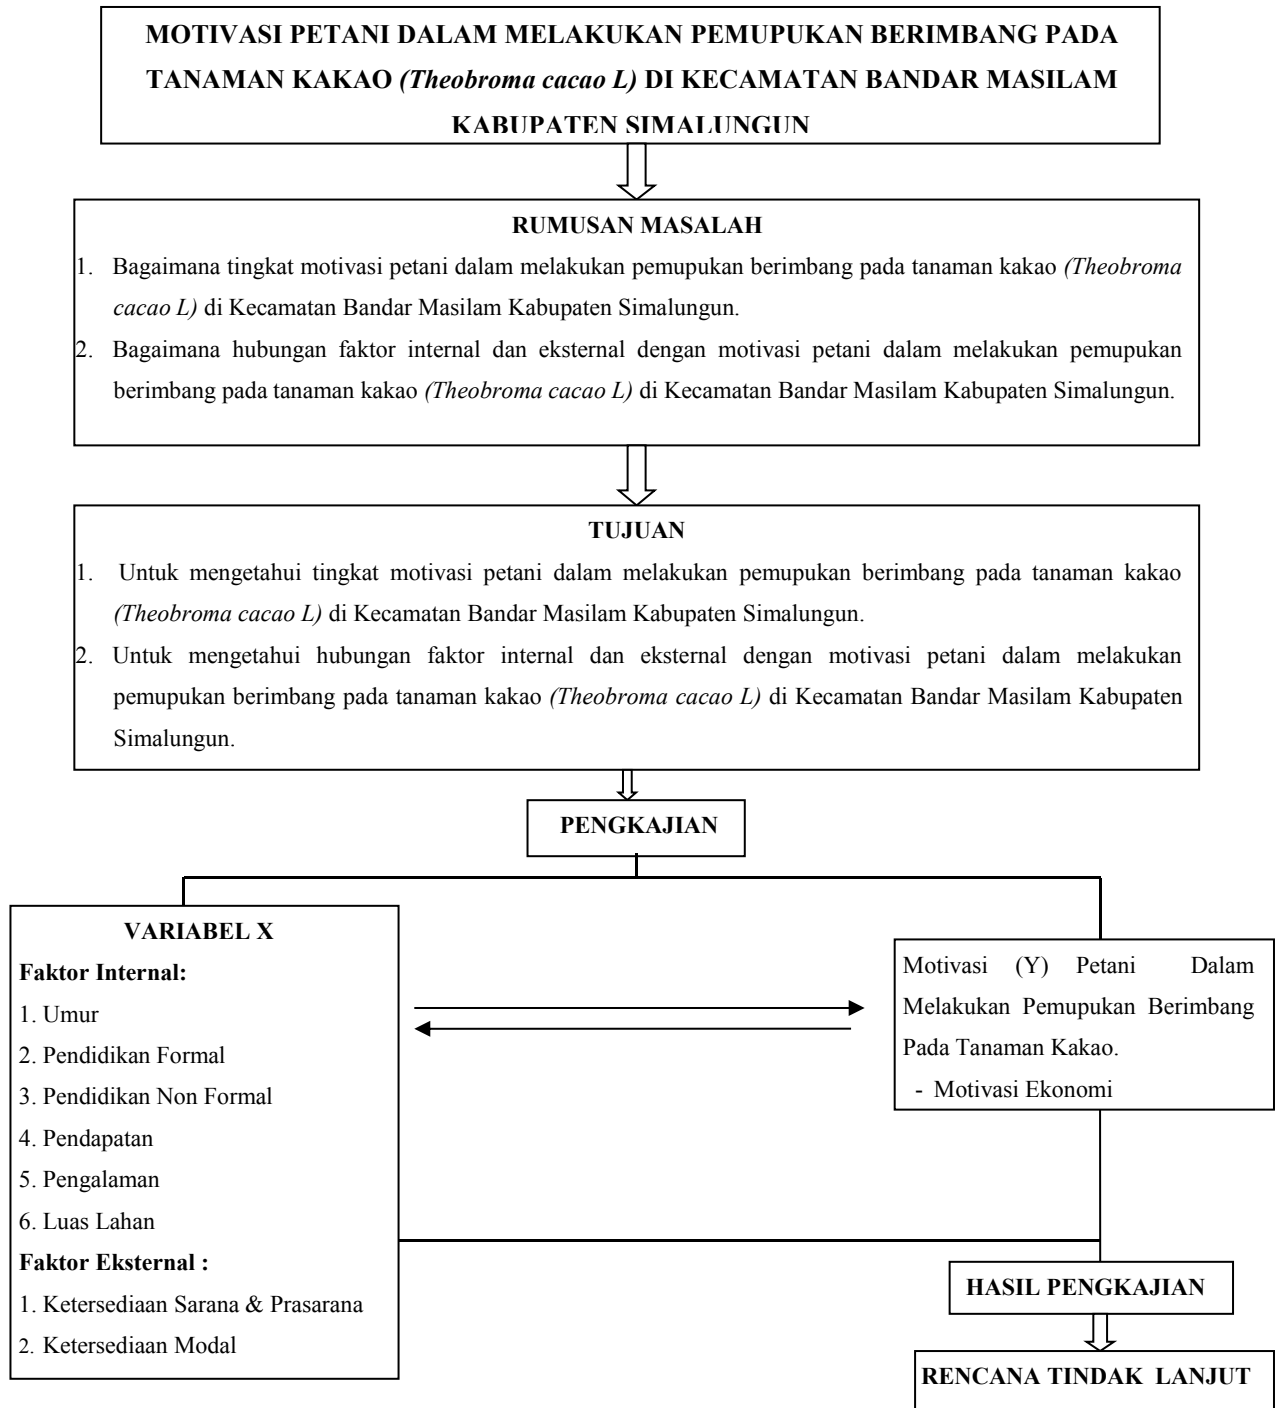 MOTIVASI PETANI DALAM MELAKUKAN PEMUPUKAN BERIMBANG PADA
TANAMAN KAKAO (Theobroma cacao L) DI KECAMATAN BANDAR MASILAM
KABUPATEN SIMALUNGUN
RUMUSAN MASALAH
1. Bagaimana tingkat motivasi petani dalam melakukan pemupukan berimbang pada tanaman kakao (Theobroma
cacao L) di Kecamatan Bandar Masilam Kabupaten Simalungun.
2. Bagaimana hubungan faktor internal dan eksternal dengan motivasi petani dalam melakukan pemupukan
berimbang pada tanaman kakao (Theobroma cacao L) di Kecamatan Bandar Masilam Kabupaten Simalungun.
TUJUAN
1. Untuk mengetahui tingkat motivasi petani dalam melakukan pemupukan berimbang pada tanaman kakao
(Theobroma cacao L) di Kecamatan Bandar Masilam Kabupaten Simalungun.
2. Untuk mengetahui hubungan faktor internal dan eksternal dengan motivasi petani dalam melakukan
pemupukan berimbang pada tanaman kakao (Theobroma cacao L) di Kecamatan Bandar Masilam Kabupaten
Simalungun.
PENGKAJIAN
VARIABEL X
Faktor Internal:
1. Umur
2. Pendidikan Formal
3. Pendidikan Non Formal
4. Pendapatan
5. Pengalaman
6. Luas Lahan
Faktor Eksternal :
1. Ketersediaan Sarana & Prasarana
2. Ketersediaan Modal
Motivasi (Y) Petani Dalam
Melakukan Pemupukan Berimbang
Pada Tanaman Kakao.
- Motivasi Ekonomi
HASIL PENGKAJIAN
RENCANA TINDAK LANJUT